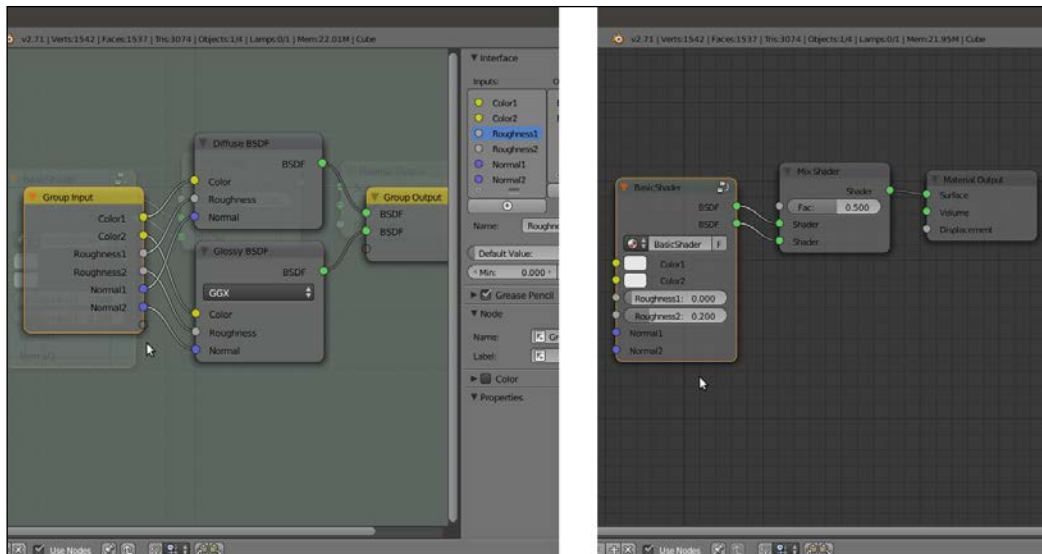 v2.71 | Verts:1542 | Faces:1537 | Tris:3074 | Objects:1/4 | Lamps:0/1 | Mem:22.01M | Cube
Interface
Inputs:
Color1
Color2
Roughness1
Roughness2
Normal1
Normal2
Name:
Default Value:
Min: 0.000
Grease Pencil
Node
Name:
Label:
Color
Properties
Group Input
Color1
Color2
Roughness1
Roughness2
Normal1
Normal2
Diffuse BSDF
BSDF
Color
Roughness
Normal
Glossy BSDF
BSDF
GGX
Color
Roughness
Normal
Group Output
BSDF
BSDF
Use Nodes
v2.71 | Verts:1542 | Faces:1537 | Tris:3074 | Objects:1/4 | Lamps:0/1 | Mem:21.95M | Cube
BasicShader
BSDF
BSDF
BasicShader F
Color1
Color2
Roughness1: 0.000
Roughness2: 0.200
Normal1
Normal2
Mix Shader
Shader
Fac: 0.500
Shader
Shader
Material Output
Surface
Volume
Displacement
Use Nodes